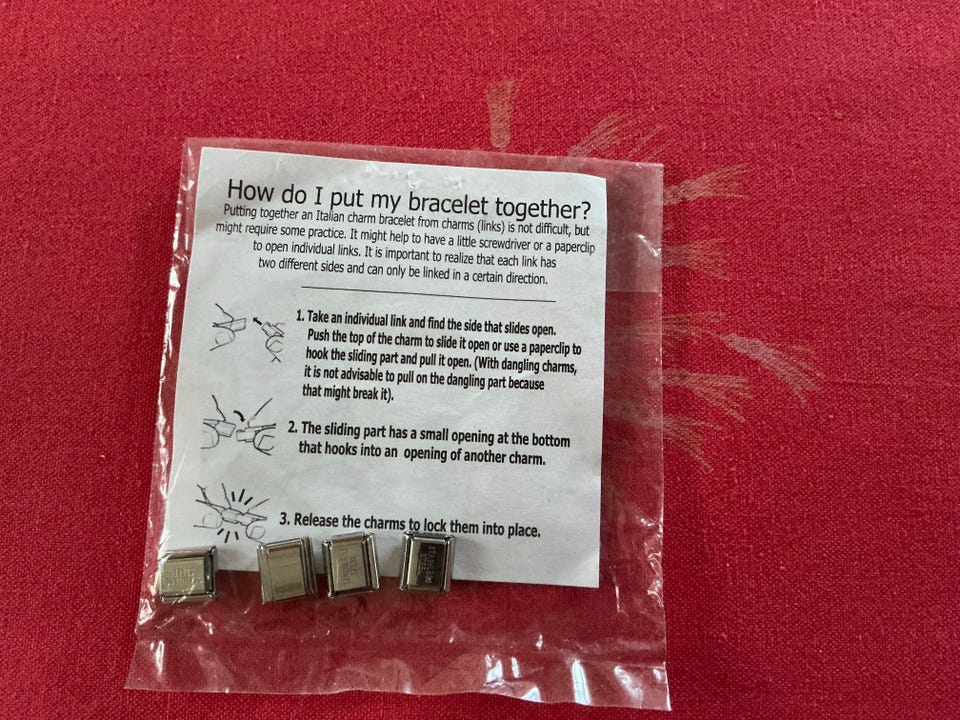 How do I put my bracelet together?
Putting together an Italian charm bracelet from charms (links) is not difficult, but
might require some practice. It might help to have a little screwdriver or a paperclip
to open individual links. It is important to realize that each link has
two different sides and can only be linked in a certain direction.
1. Take an individual link and find the side that slides open.
Push the top of the charm to slide it open or use a paperclip to
hook the sliding part and pull it open. (With dangling charms,
it is not advisable to pull on the dangling part because
that might break it).
2. The sliding part has a small opening at the bottom
that hooks into an opening of another charm.
3. Release the charms to lock them into place.